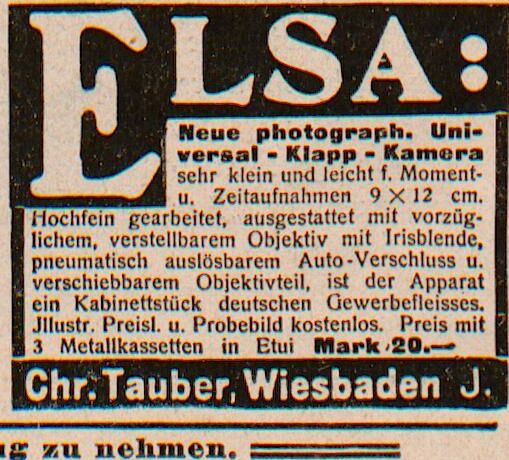 ELSA:
Neue photograph. Uni-
versal - Klapp - Kamera
sehr klein und leicht f. Moment-
u. Zeitaufnahmen 9 × 12 cm.
Hochfein gearbeitet, ausgestattet mit vorzüg-
lichem, verstellbarem Objektiv mit Irisblende,
pneumatisch auslösbarem Auto-Verschluss u.
verschiebbarem Objektivteil, ist der Apparat
ein Kabinettstück deutschen Gewerbefleisses.
Jllustr. Preisl. u. Probebild kostenlos. Preis mit
3 Metallkassetten in Etui Mark 20.—
Chr. Tauber, Wiesbaden J.
zu nehmen.